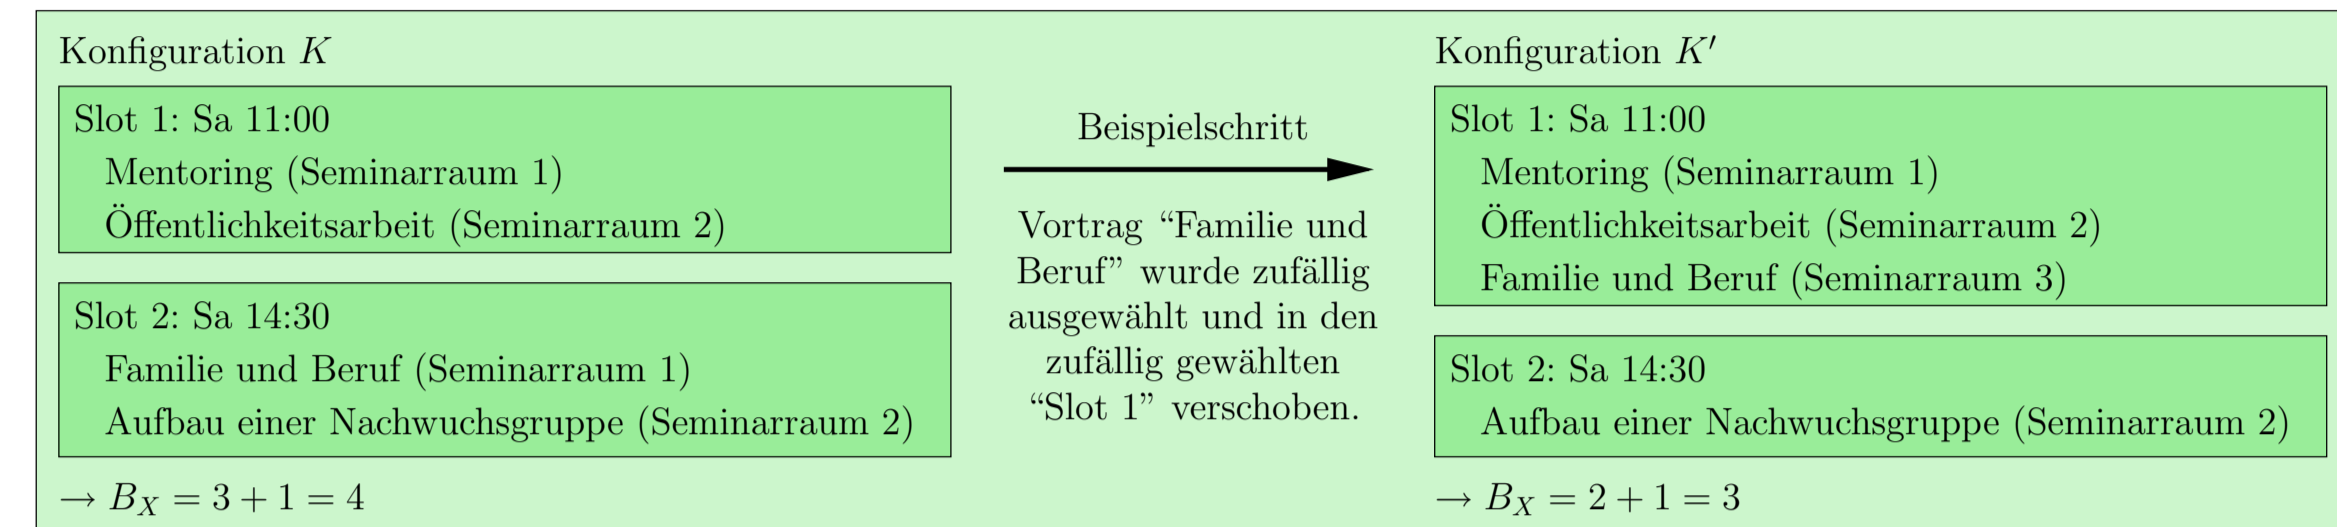 Konfiguration K
Slot 1: Sa 11:00
Mentoring (Seminarraum 1)
Öffentlichkeitsarbeit (Seminarraum 2)
Slot 2: Sa 14:30
Familie und Beruf (Seminarraum 1)
Aufbau einer Nachwuchsgruppe (Seminarraum 2)
→ B_X = 3 + 1 = 4
Beispielschritt
Vortrag “Familie und
Beruf” wurde zufällig
ausgewählt und in den
zufällig gewählten
“Slot 1” verschoben.
Konfiguration K′
Slot 1: Sa 11:00
Mentoring (Seminarraum 1)
Öffentlichkeitsarbeit (Seminarraum 2)
Familie und Beruf (Seminarraum 3)
Slot 2: Sa 14:30
Aufbau einer Nachwuchsgruppe (Seminarraum 2)
→ B_X = 2 + 1 = 3